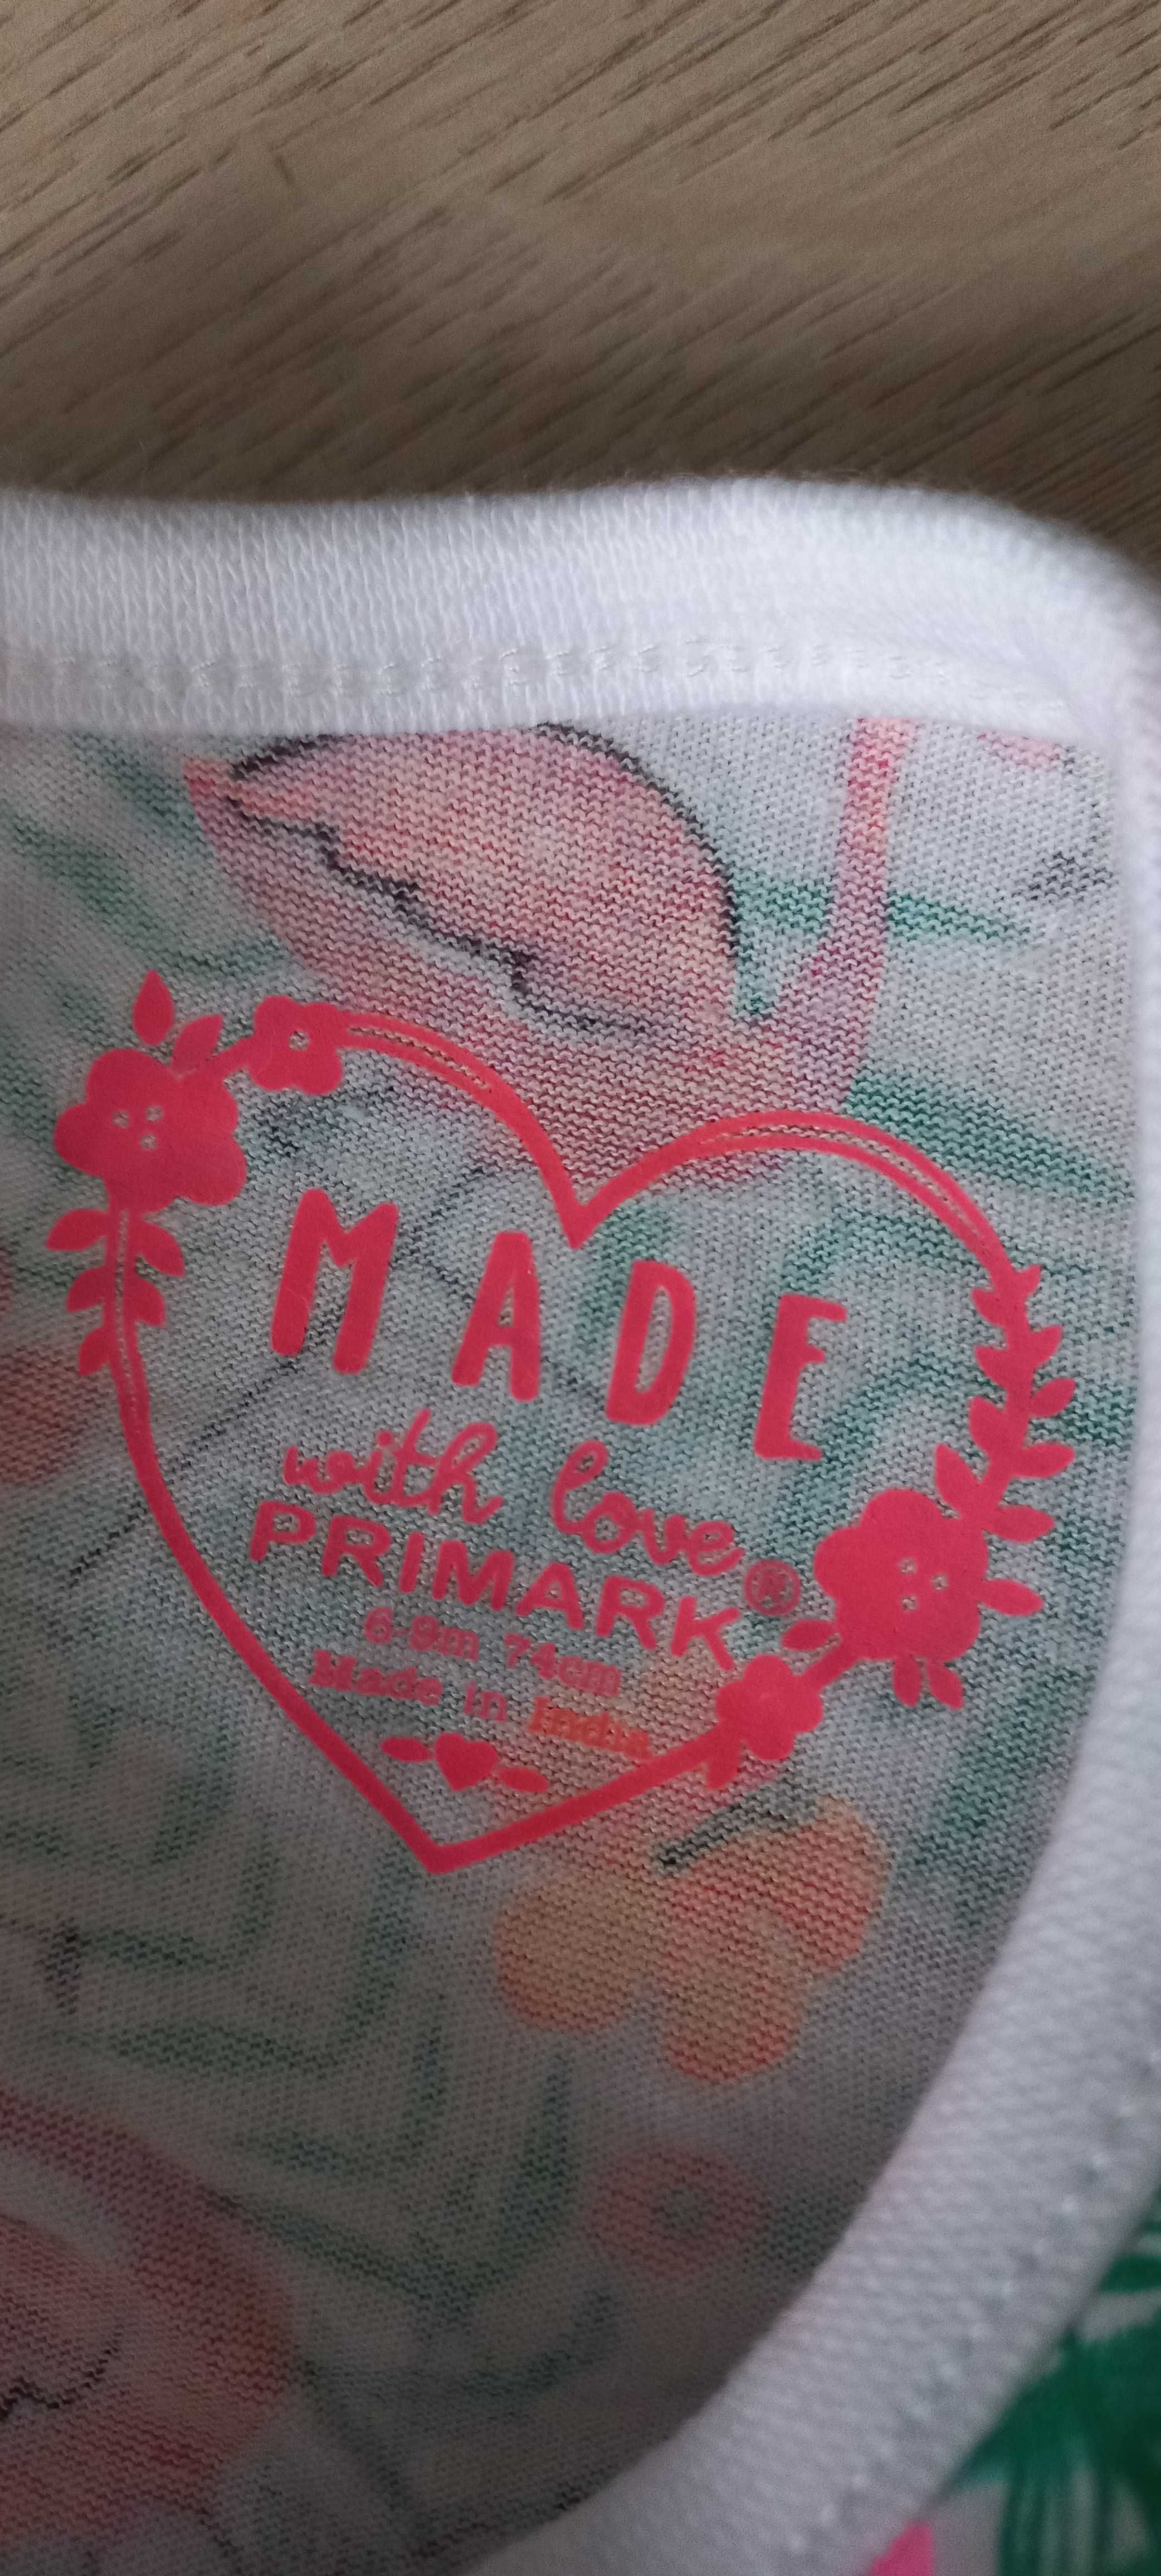 MADE
with love
PRIMARK®
6-9m 74cm
Made in India